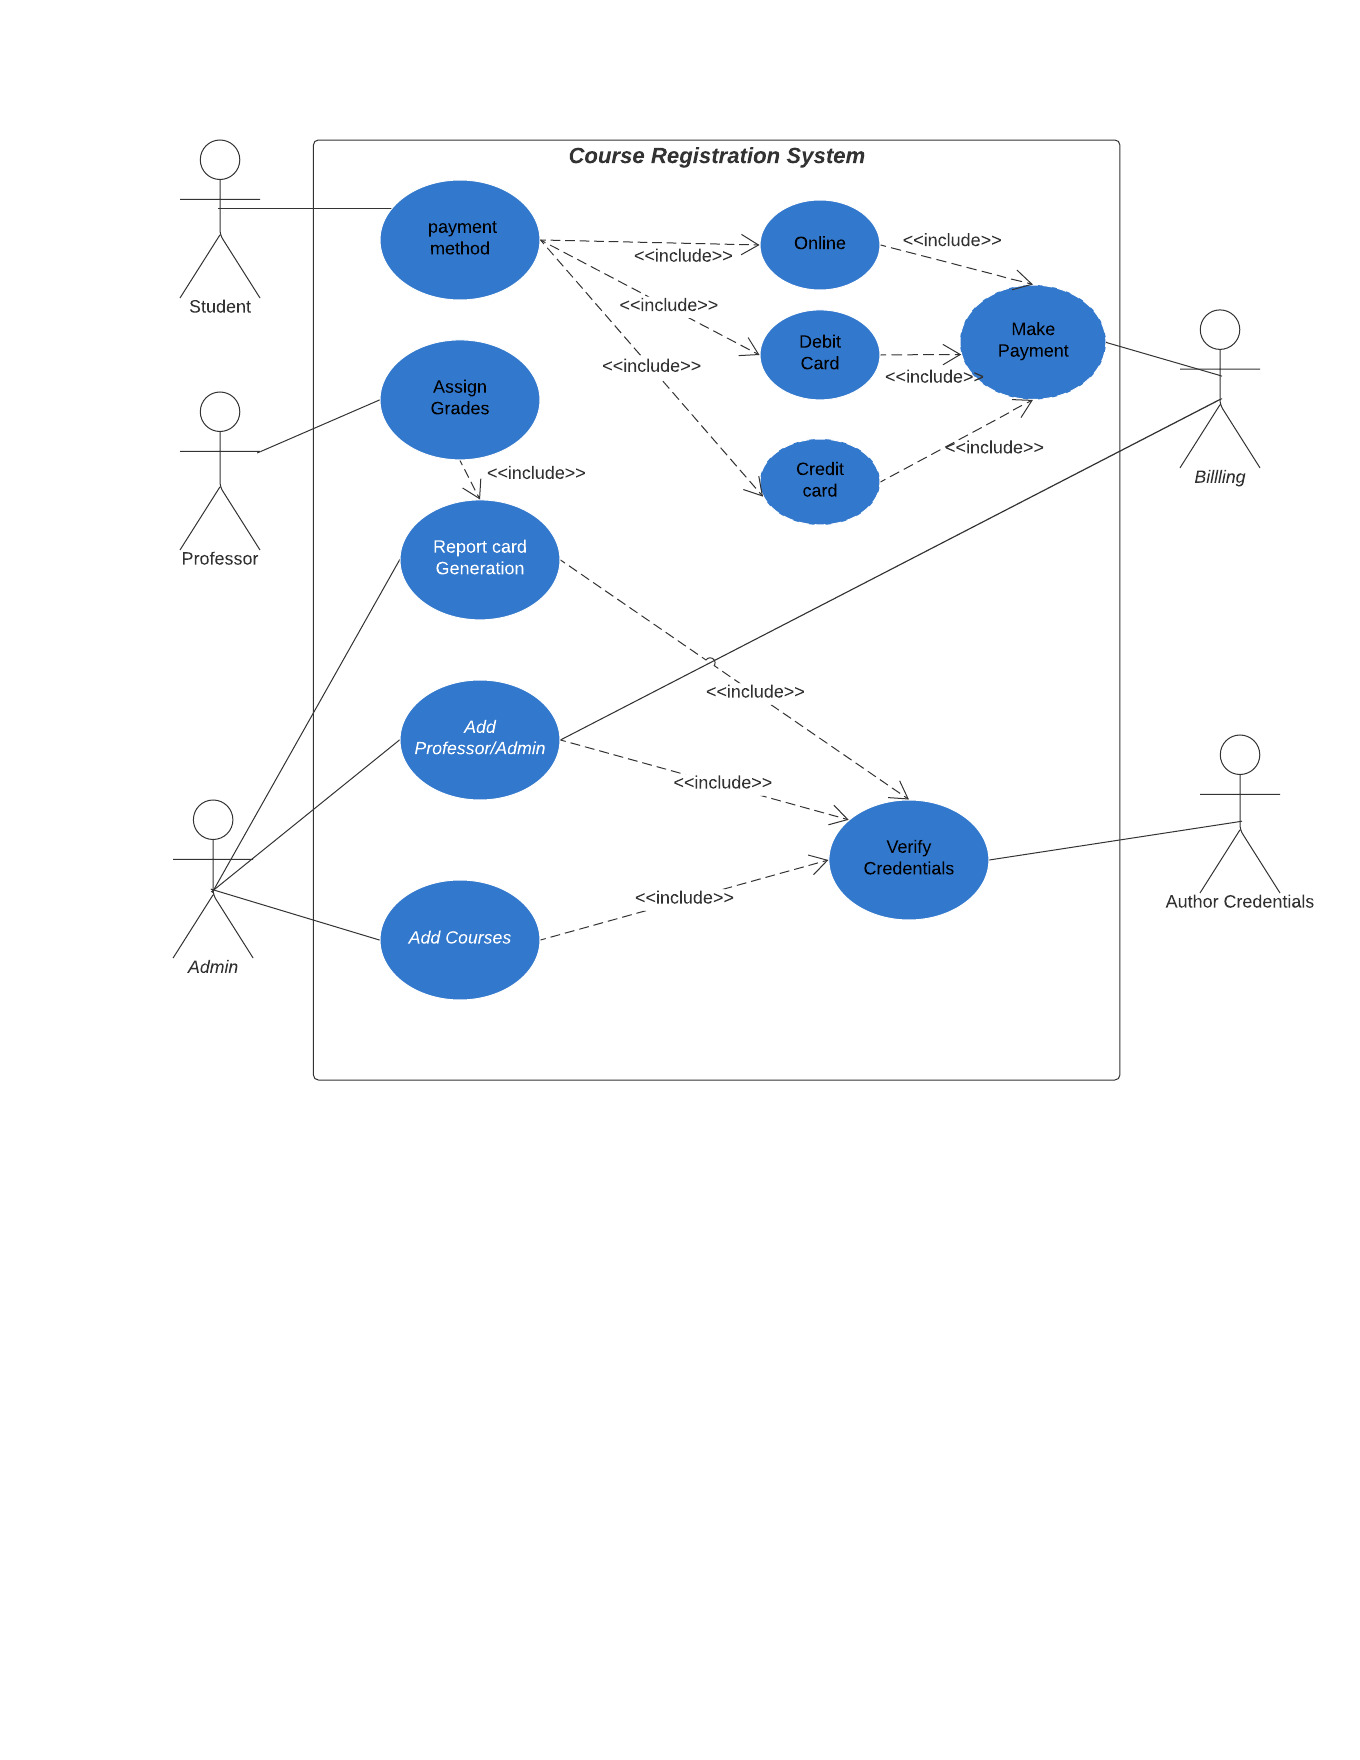 Course Registration System
payment
method
Online
<<include>>
<<include>>
<<include>>
Student
Make
Payment
Debit
Card
<<include>>
<<include>>
Assign
Grades
<<include>>
<<include>>
Credit
card
<<include>>
Billling
Professor
Report card
Generation
<<include>>
Add
Professor/Admin
<<include>>
Verify
Credentials
<<include>>
Author Credentials
Add Courses
Admin